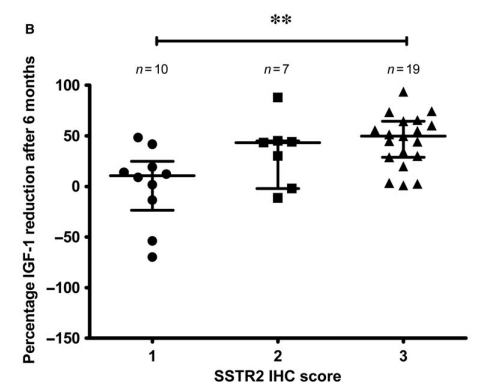 B
**
n=10 n=7 n=19
Percentage IGF-1 reduction after 6 months
100
50
0
−50
−100
−150
1 2 3
SSTR2 IHC score